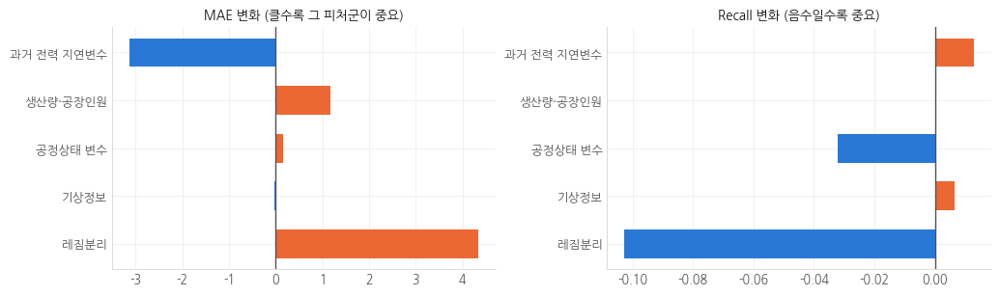 MAE 변화 (클수록 그 피처군이 중요)
과거 전력 지연변수
생산량·공장인원
공정상태 변수
기상정보
레짐분리
-3 -2 -1 0 1 2 3 4
Recall 변화 (음수일수록 중요)
과거 전력 지연변수
생산량·공장인원
공정상태 변수
기상정보
레짐분리
-0.10 -0.08 -0.06 -0.04 -0.02 0.00